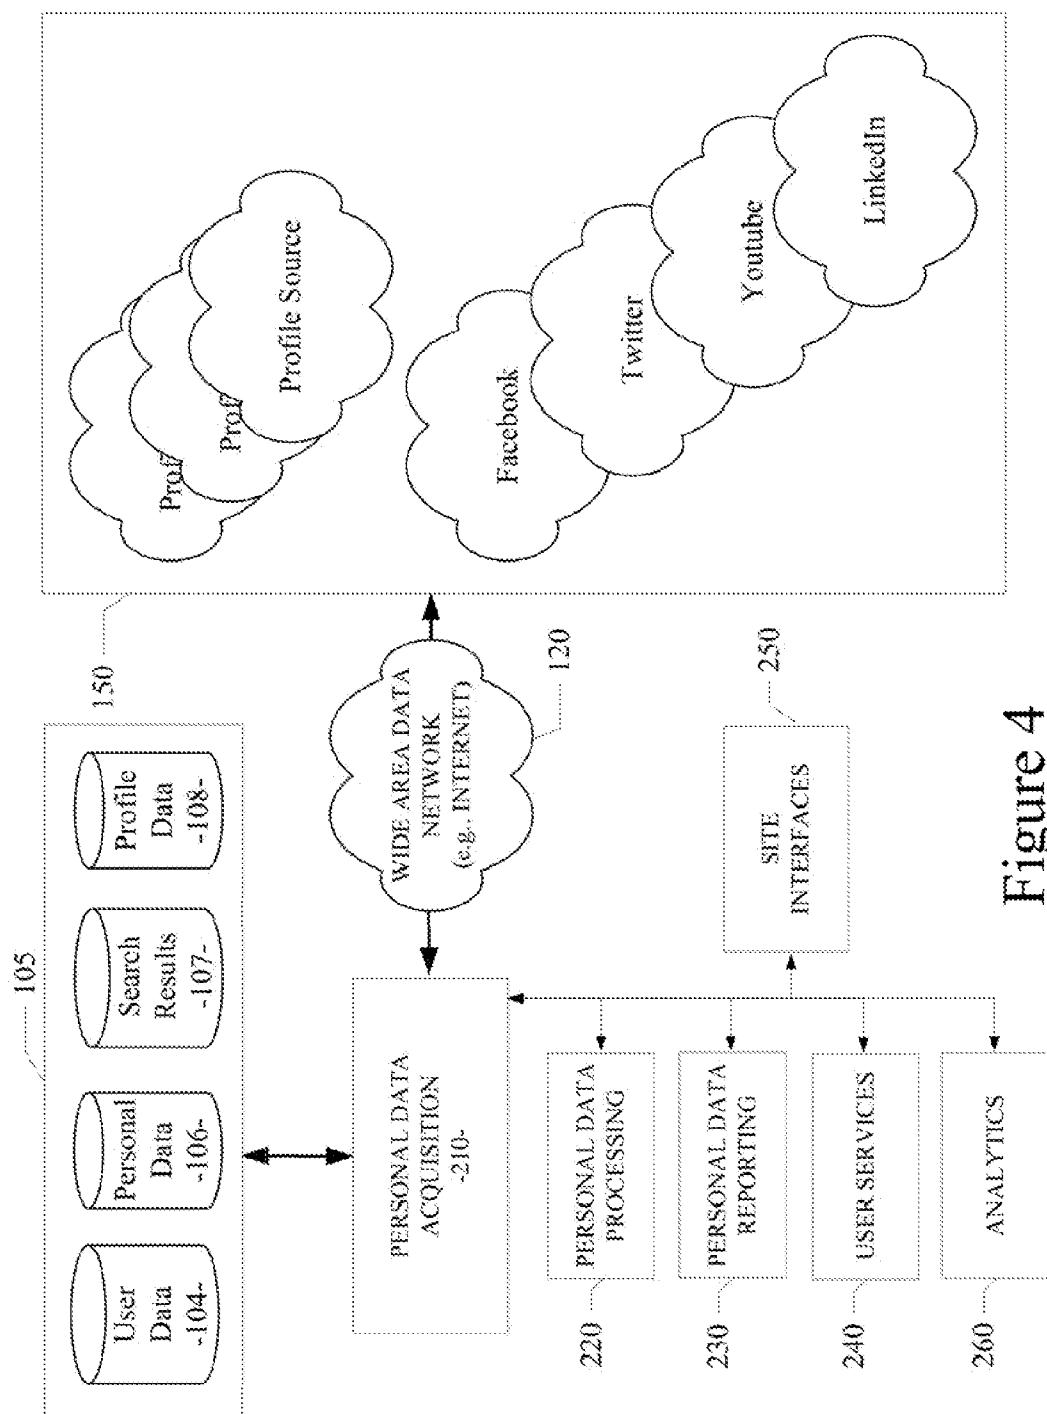 105
User
Data
-104-
Personal
Data
-106-
Search
Results
-107-
Profile
Data
-108-
150
Prof
Prof
Profile Source
Facebook
Twitter
Youtube
LinkedIn
PERSONAL DATA
ACQUISITION
-210-
WIDE AREA DATA
NETWORK
(e.g., INTERNET)
120
220
PERSONAL DATA
PROCESSING
230
PERSONAL DATA
REPORTING
240
USER SERVICES
260
ANALYTICS
SITE
INTERFACES
250
Figure 4